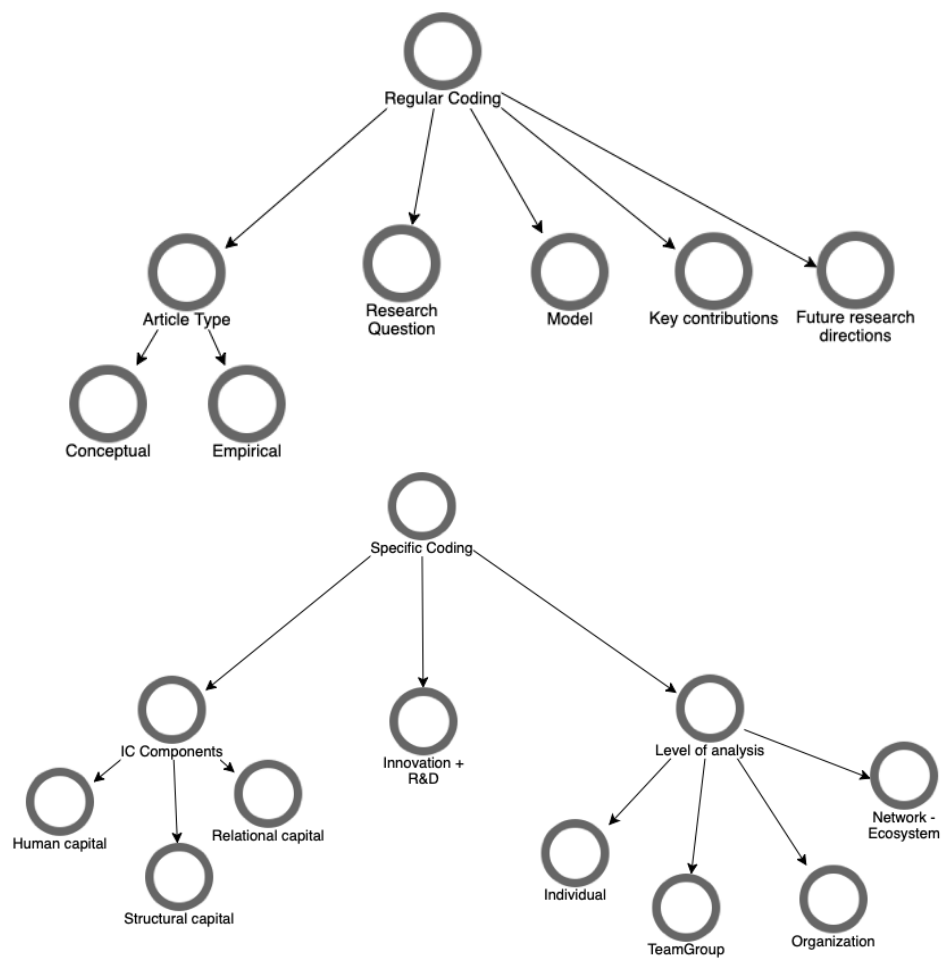 Regular Coding
Article Type
Research
Question
Model
Key contributions
Future research
directions
Conceptual
Empirical
Specific Coding
IC Components
Innovation +
R&D
Level of analysis
Human capital
Structural capital
Relational capital
Individual
TeamGroup
Organization
Network -
Ecosystem